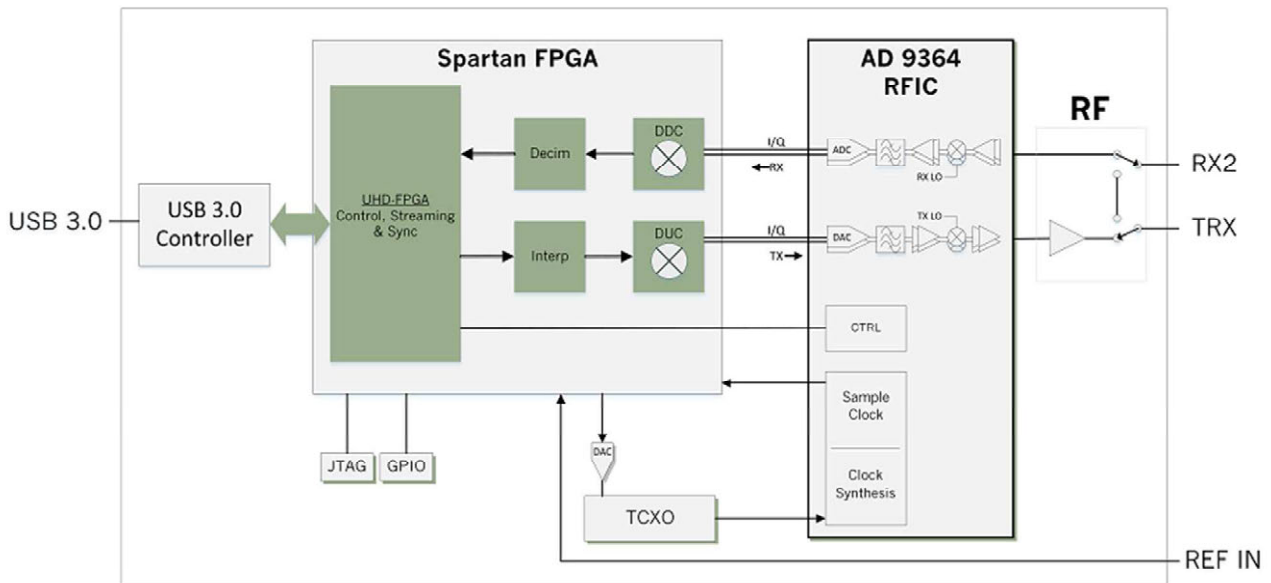 Spartan FPGA
AD 9364
RFIC
RF
DDC
Decim
I/Q
RX
ADC
RX LO
RX2
UHD-FPGA
Control, Streaming
& Sync
USB 3.0
USB 3.0
Controller
TX LO
TRX
DUC
Interp
I/Q
TX
DAC
CTRL
Sample
Clock
Clock
Synthesis
JTAG
GPIO
DAC
TCXO
REF IN